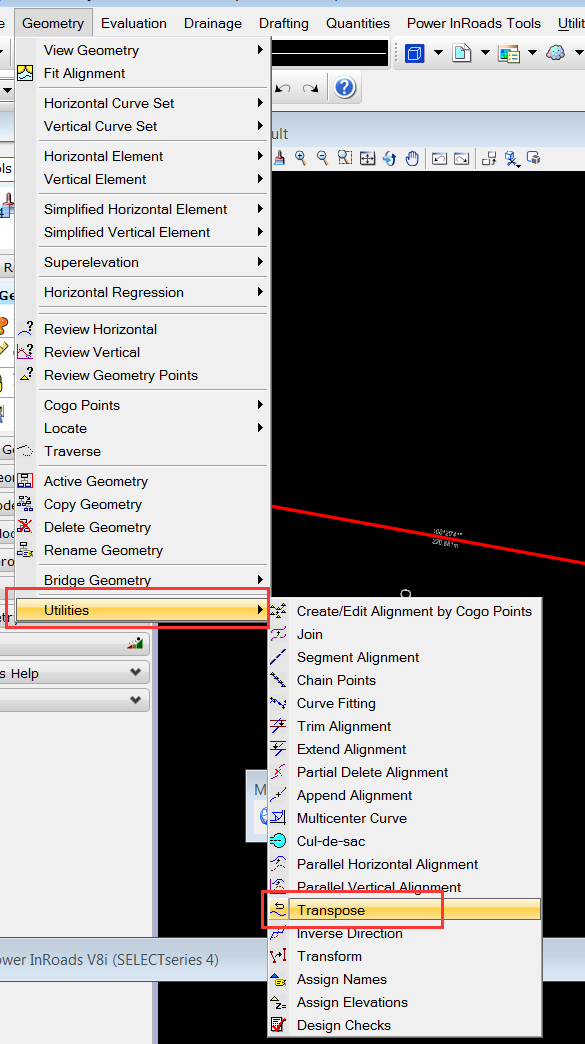 Geometry Evaluation Drainage Drafting Quantities Power InRoads Tools Utilit
View Geometry
Fit Alignment
Horizontal Curve Set
Vertical Curve Set
ult
Horizontal Element
ols
Vertical Element
Simplified Horizontal Element
Simplified Vertical Element
Superelevation
R
Horizontal Regression
Ge
Review Horizontal
Review Vertical
Review Geometry Points
Cogo Points
Locate
Traverse
Active Geometry
Copy Geometry
Delete Geometry
Rename Geometry
Bridge Geometry
Utilities
Create/Edit Alignment by Cogo Points
Join
Segment Alignment
s Help
Chain Points
Curve Fitting
Trim Alignment
Extend Alignment
Partial Delete Alignment
M
Append Alignment
Multicenter Curve
Cul-de-sac
Parallel Horizontal Alignment
Parallel Vertical Alignment
Transpose
Inverse Direction
ower InRoads V8i (SELECTseries 4)
Transform
Assign Names
Assign Elevations
Design Checks